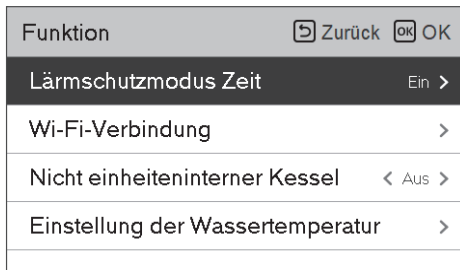 Funktion Zurück OK OK
Lärmschutzmodus Zeit Ein >
Wi-Fi-Verbindung >
Nicht einheiteninterner Kessel < Aus >
Einstellung der Wassertemperatur >